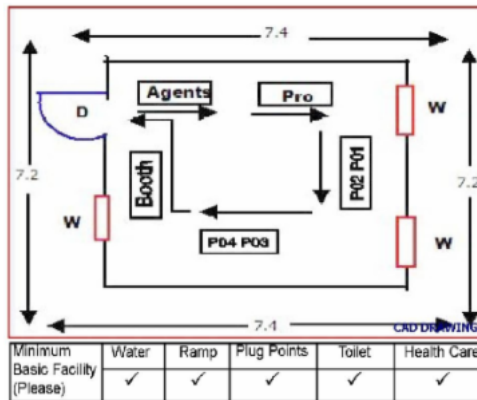 7.4
Agents
Pro
D
W
7.2
Booth
P02 P01
7.2
W
W
P04 P03
7.4
CAD DRAWING
Minimum Basic Facility (Please) Water Ramp Plug Points Toilet Health Care
✓ ✓ ✓ ✓ ✓